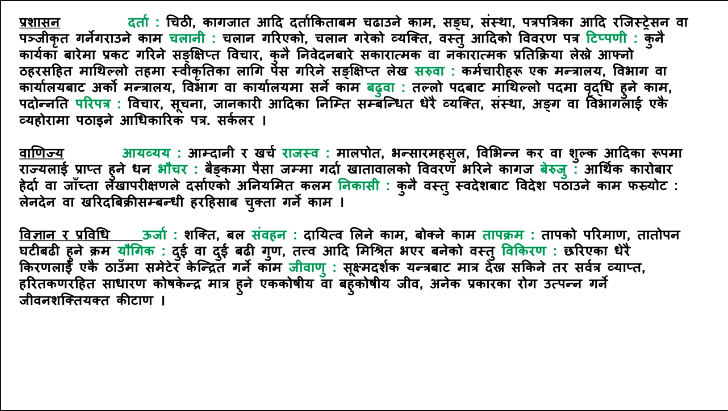 प्रशासन दर्ता : चिठी, कागजात आदि दर्ताकिताबम चढाउने काम, सङ्घ, संस्था, पत्रपत्रिका आदि रजिस्ट्रेसन वा
पञ्जीकृत गर्नेगराउने काम चलानी : चलान गरिएको, चलान गरेको व्यक्ति, वस्तु आदिको विवरण पत्र टिप्पणी : कुनै
कार्यका बारेमा प्रकट गरिने सङ्क्षिप्त विचार, कुनै निवेदनबारे सकारात्मक वा नकारात्मक प्रतिक्रिया लेख्ने आफ्नो
ठहरसहित माथिल्लो तहमा स्वीकृतिका लागि पेस गरिने सङ्क्षिप्त लेख सरुवा : कर्मचारीहरू एक मन्त्रालय, विभाग वा
कार्यालयबाट अर्को मन्त्रालय, विभाग वा कार्यालयमा सर्ने काम बढुवा : तल्लो पदबाट माथिल्लो पदमा वृद्धि हुने काम,
पदोन्नति परिपत्र : विचार, सूचना, जानकारी आदिका निम्ति सम्बन्धित धेरै व्यक्ति, संस्था, अङ्ग वा विभागलाई एकै
व्यहोरामा पठाइने आधिकारिक पत्र. सर्कलर ।
वाणिज्य आयव्यय : आम्दानी र खर्च राजस्व : मालपोत, भन्सारमहसुल, विभिन्न कर वा शुल्क आदिका रूपमा
राज्यलाई प्राप्त हुने धन भौचर : बैङ्कमा पैसा जम्मा गर्दा खातावालको विवरण भरिने कागज बेरुजु : आर्थिक कारोबार
हेर्दा वा जाँच्ता लेखापरीक्षणले दर्साएको अनियमित कलम निकासी : कुनै वस्तु स्वदेशबाट विदेश पठाउने काम फर्स्योट :
लेनदेन वा खरिदबिक्रीसम्बन्धी हरहिसाब चुक्ता गर्ने काम ।
विज्ञान र प्रविधि ऊर्जा : शक्ति, बल संवहन : दायित्व लिने काम, बोक्ने काम तापक्रम : तापको परिमाण, तातोपन
घटीबढी हुने क्रम यौगिक : दुई वा दुई बढी गुण, तत्त्व आदि मिश्रित भएर बनेको वस्तु विकिरण : छरिएका धेरै
किरणलाई एकै ठाउँमा समेटेर केन्द्रित गर्ने काम जीवाणु : सूक्ष्मदर्शक यन्त्रबाट मात्र देख्न सकिने तर सर्वत्र व्याप्त,
हरितकणरहित साधारण कोषकेन्द्र मात्र हुने एककोषीय वा बहुकोषीय जीव, अनेक प्रकारका रोग उत्पन्न गर्ने
जीवनशक्तियुक्त कीटाणु ।